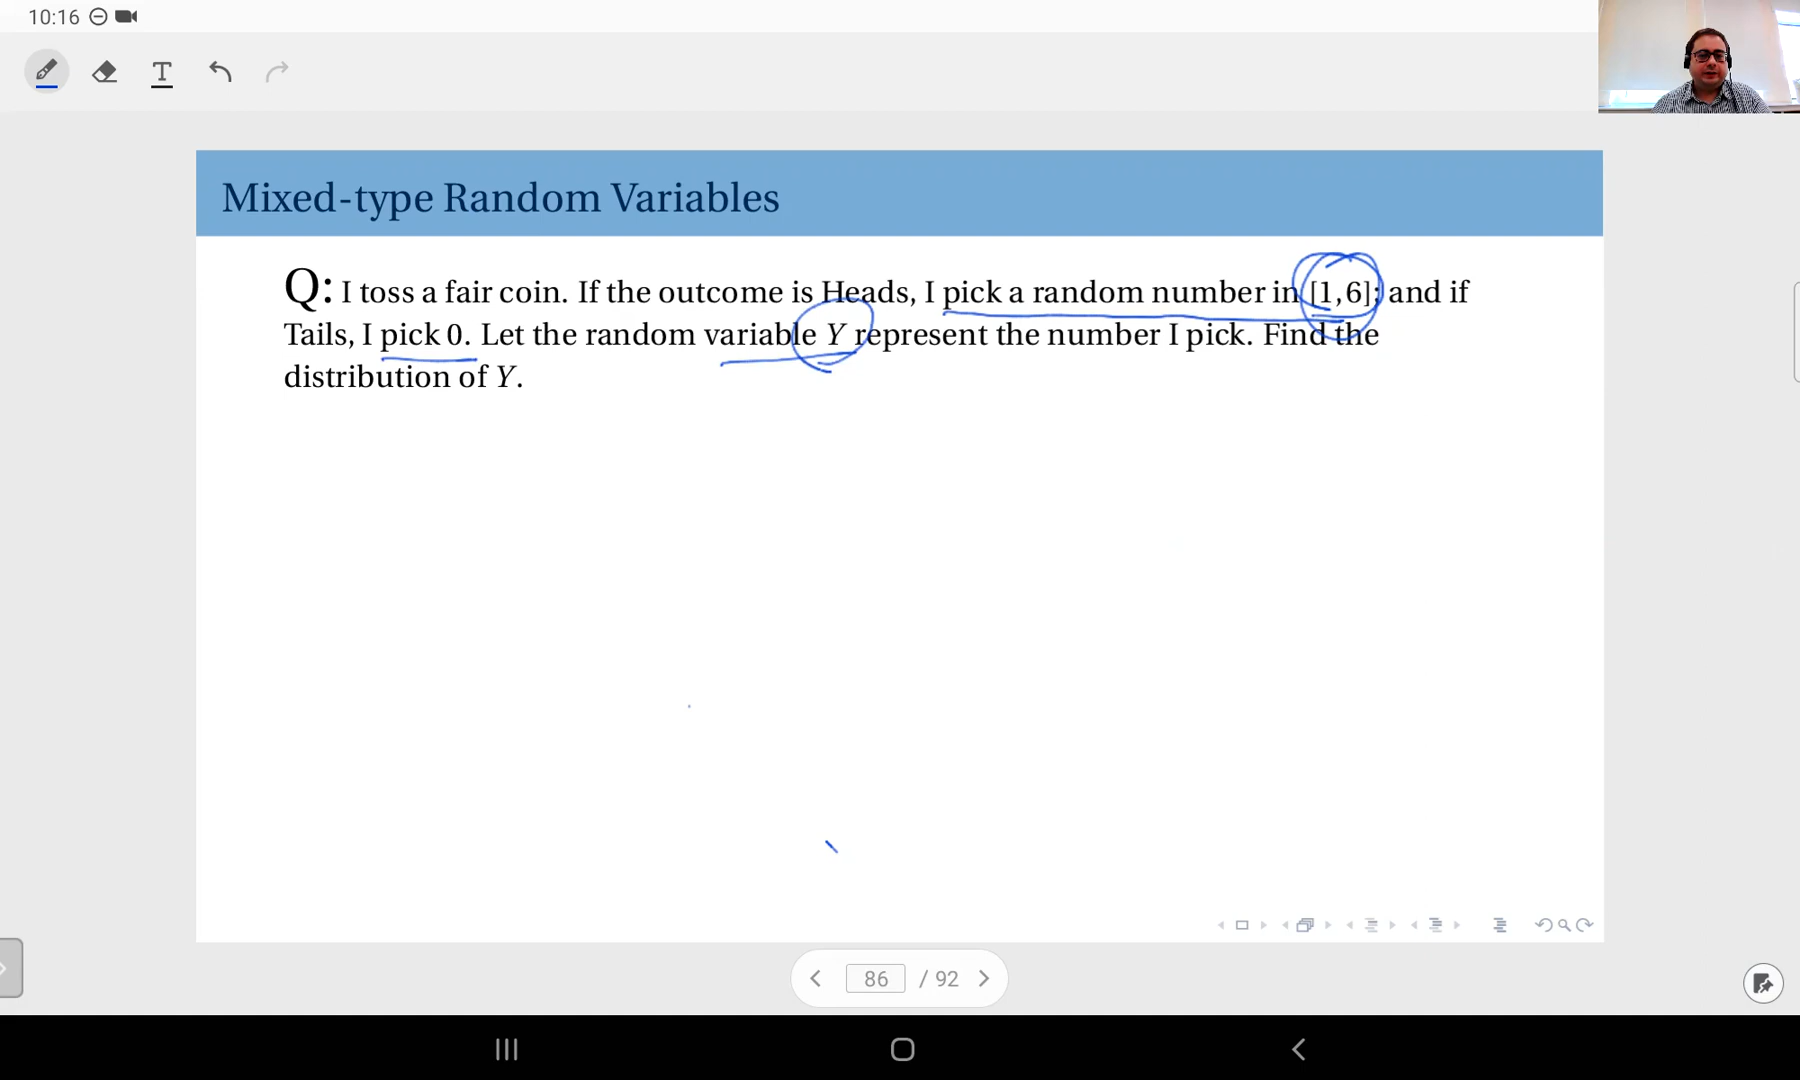 10:16
T
Mixed-type Random Variables
Q: I toss a fair coin. If the outcome is Heads, I pick a random number in [1,6]; and if
Tails, I pick 0. Let the random variable Y represent the number I pick. Find the
distribution of Y.
86 / 92